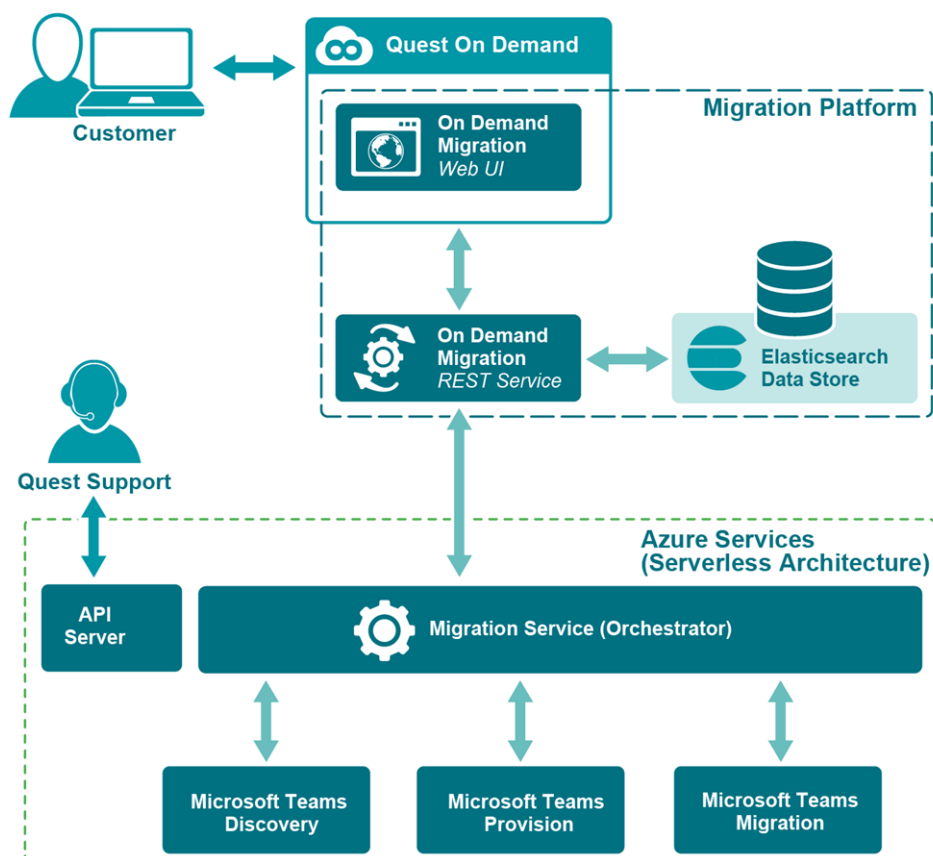 Quest On Demand
Customer
Migration Platform
On Demand
Migration
Web UI
On Demand
Migration
REST Service
Elasticsearch
Data Store
Quest Support
Azure Services
(Serverless Architecture)
API
Server
Migration Service (Orchestrator)
Microsoft Teams
Discovery
Microsoft Teams
Provision
Microsoft Teams
Migration